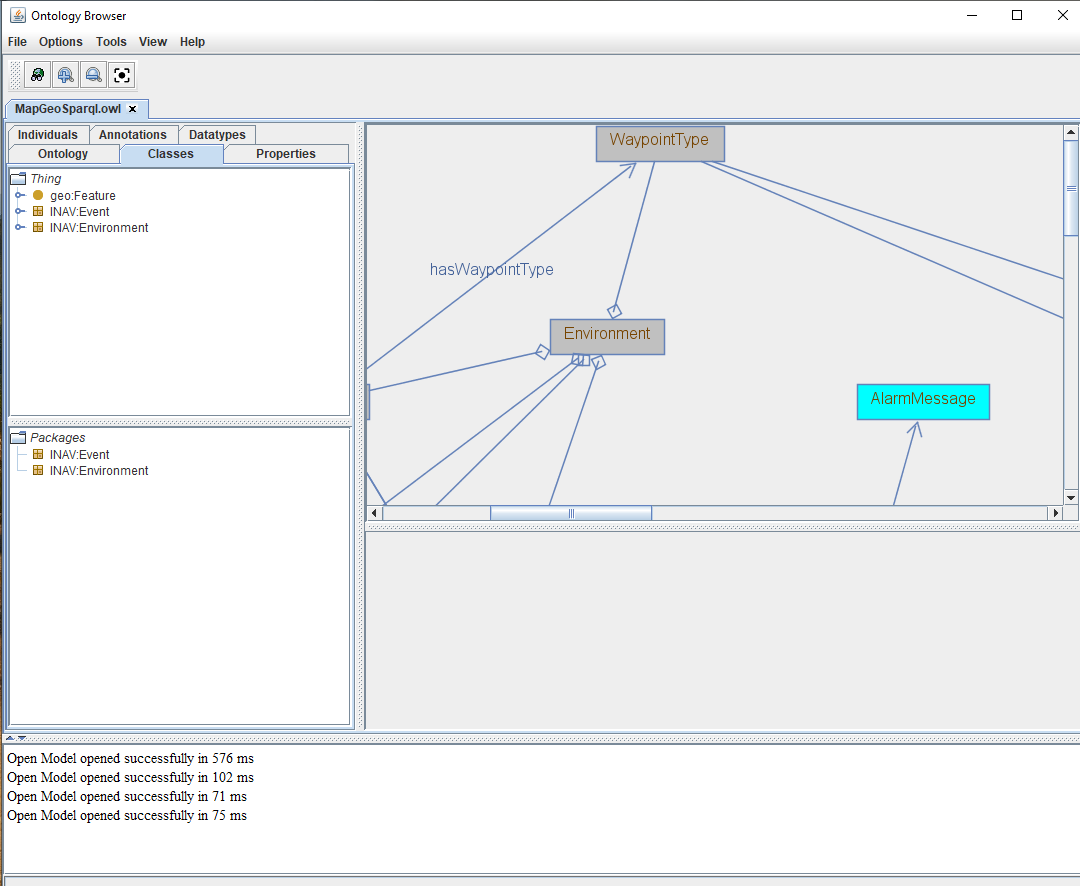 Ontology Browser
File Options Tools View Help
MapGeoSparql.owl
Individuals Annotations Datatypes
Ontology Classes Properties
Thing
geo:Feature
INAV:Event
INAV:Environment
Packages
INAV:Event
INAV:Environment
WaypointType
hasWaypointType
Environment
AlarmMessage
Open Model opened successfully in 576 ms
Open Model opened successfully in 102 ms
Open Model opened successfully in 71 ms
Open Model opened successfully in 75 ms